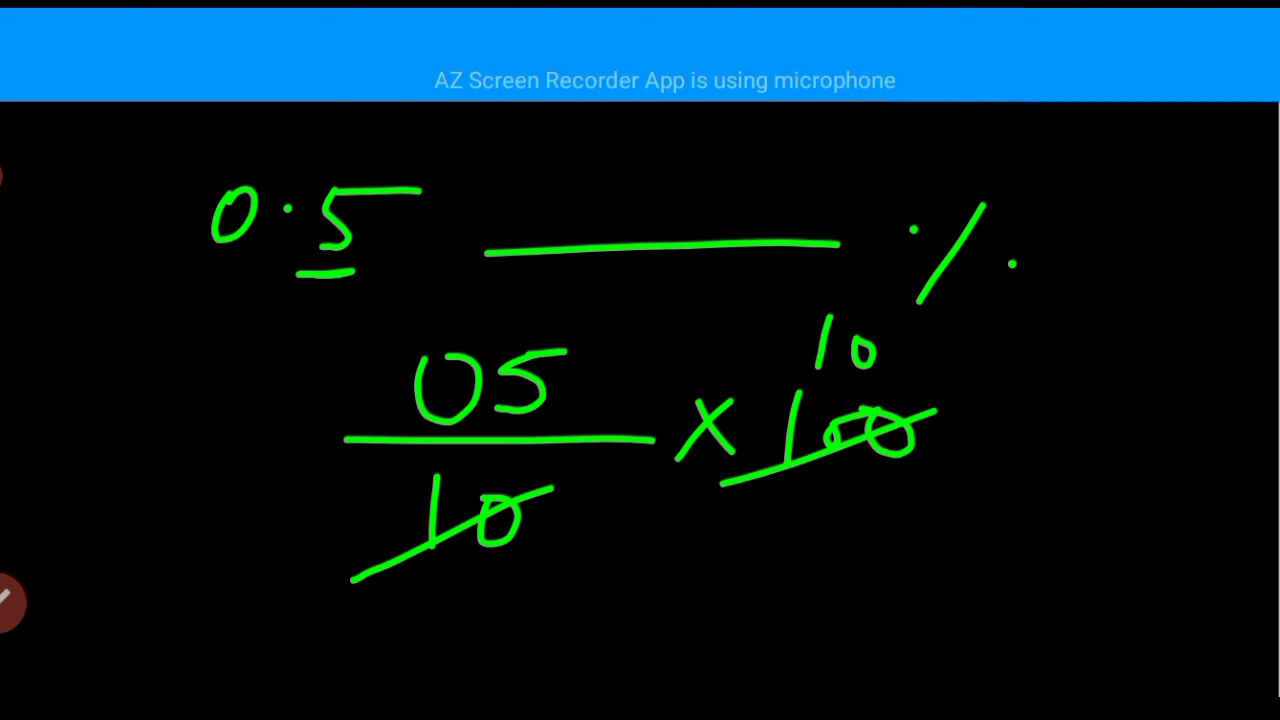 AZ Screen Recorder App is using microphone
0.5 ______ %
10
05 × 100
10